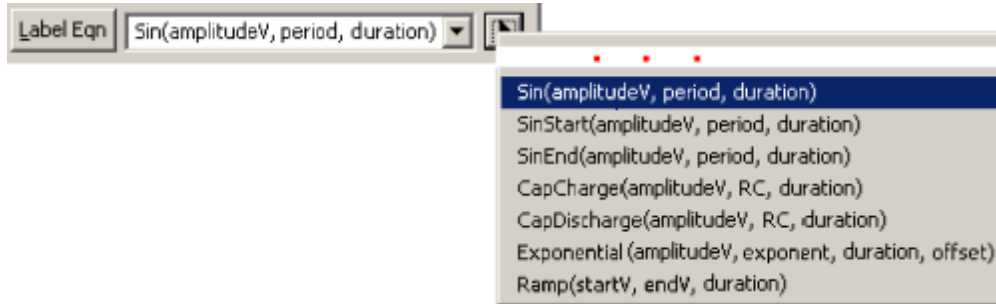 Label Eqn Sin(amplitudeV, period, duration)
Sin(amplitudeV, period, duration)
SinStart(amplitudeV, period, duration)
SinEnd(amplitudeV, period, duration)
CapCharge(amplitudeV, RC, duration)
CapDischarge(amplitudeV, RC, duration)
Exponential (amplitudeV, exponent, duration, offset)
Ramp(startV, endV, duration)